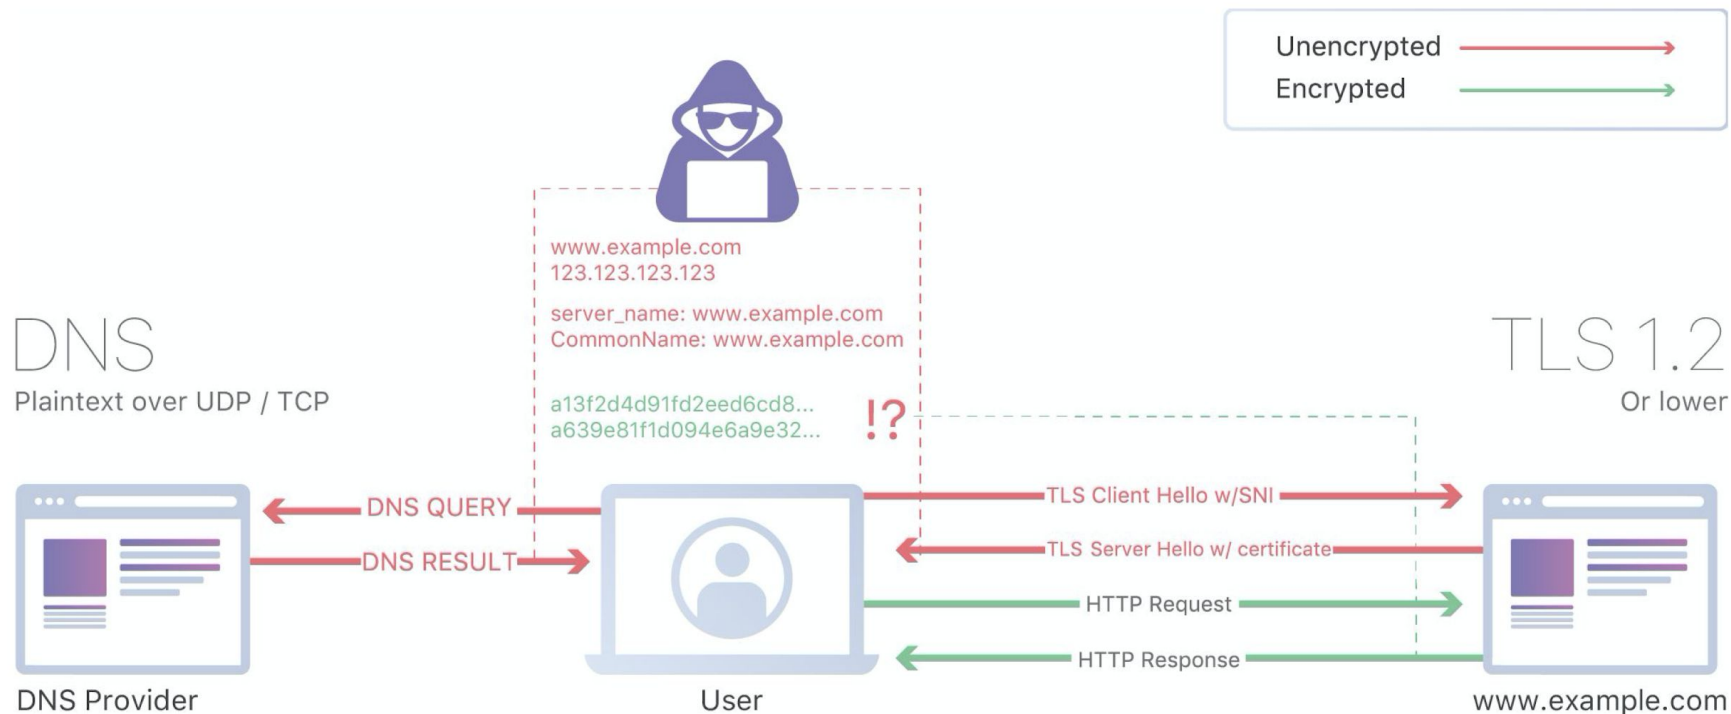 Unencrypted
Encrypted
www.example.com
123.123.123.123
server_name: www.example.com
CommonName: www.example.com
a13f2d4d91fd2eed6cd8...
a639e81f1d094e6a9e32...
!?
DNS
Plaintext over UDP / TCP
TLS 1.2
Or lower
DNS QUERY
DNS RESULT
TLS Client Hello w/SNI
TLS Server Hello w/ certificate
HTTP Request
HTTP Response
DNS Provider
User
www.example.com